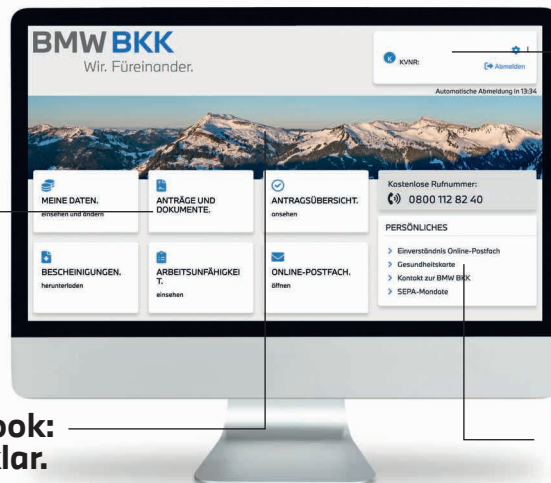 BMW BKK
Wir. Füreinander.
K KVNR:
Abmelden
Automatische Abmeldung in 13:34
MEINE DATEN.
einsehen und ändern
ANTRÄGE UND
DOKUMENTE.
ANTRAGSÜBERSICHT.
ansehen
Kostenlose Rufnummer:
0800 112 82 40
BESCHEINIGUNGEN.
herunterladen
ARBEITSUNFÄHIGKEI
T.
einsehen
ONLINE-POSTFACH.
öffnen
PERSÖNLICHES
Einverständnis Online-Postfach
Gesundheitskarte
Kontakt zur BMW BKK
SEPA-Mandate
ook:
klar.